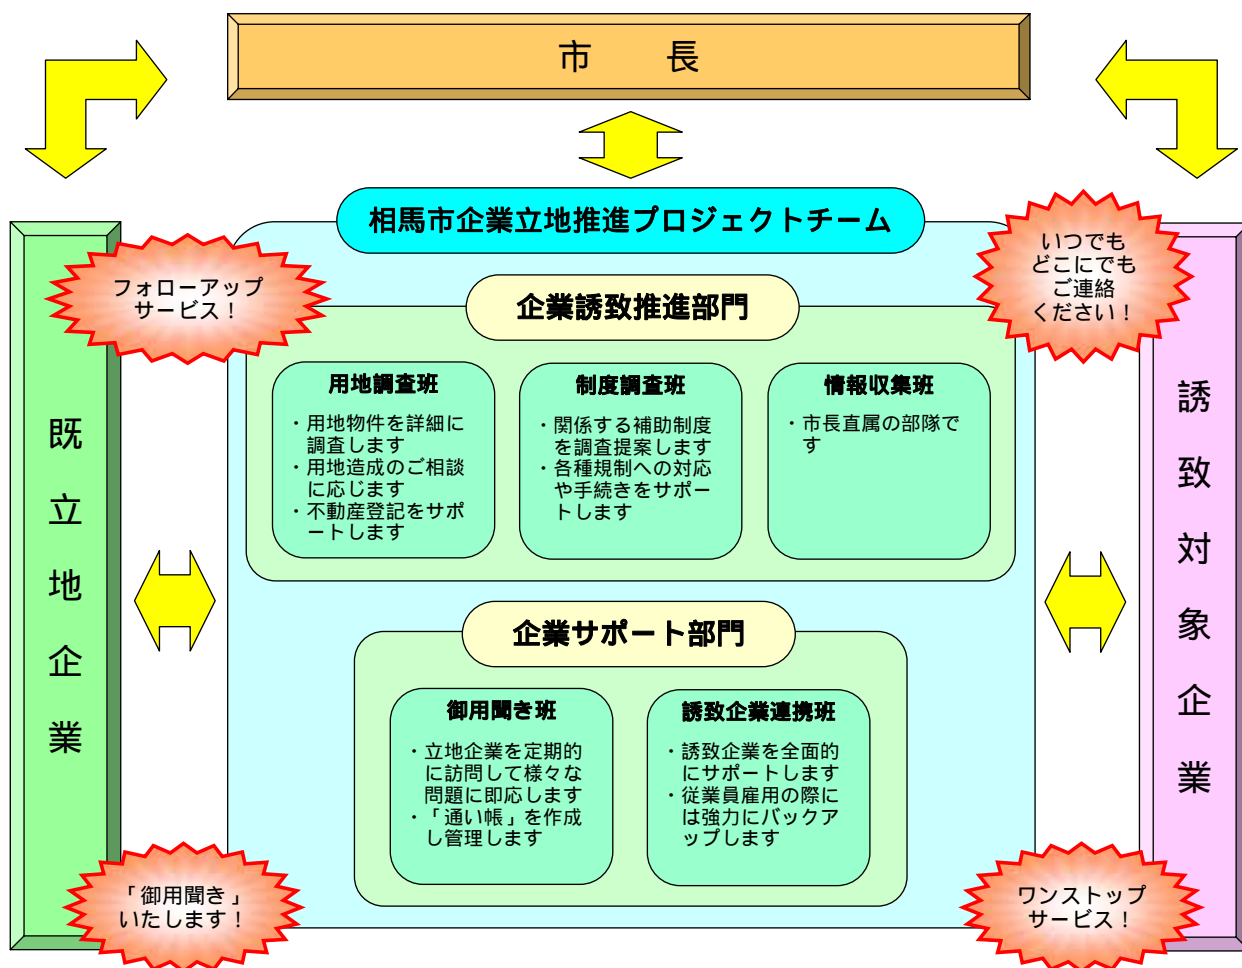 市　長
相馬市企業立地推進プロジェクトチーム
フォローアップ
サービス！
いつでも
どこにでも
ご連絡
ください！
既立地企業
誘致対象企業
企業誘致推進部門
用地調査班
・用地物件を詳細に
調査します
・用地造成のご相談
に応じます
・不動産登記をサポ
ートします
制度調査班
・関係する補助制度
を調査提案します
・各種規制への対応
や手続きをサポー
トします
情報収集班
・市長直属の部隊で
す
企業サポート部門
御用聞き班
・立地企業を定期的
に訪問して様々な
問題に即応します
・「通い帳」を作成
し管理します
誘致企業連携班
・誘致企業を全面的
にサポートします
・従業員雇用の際に
は強力にバックア
ップします
「御用聞き」
いたします！
ワンストップ
サービス！